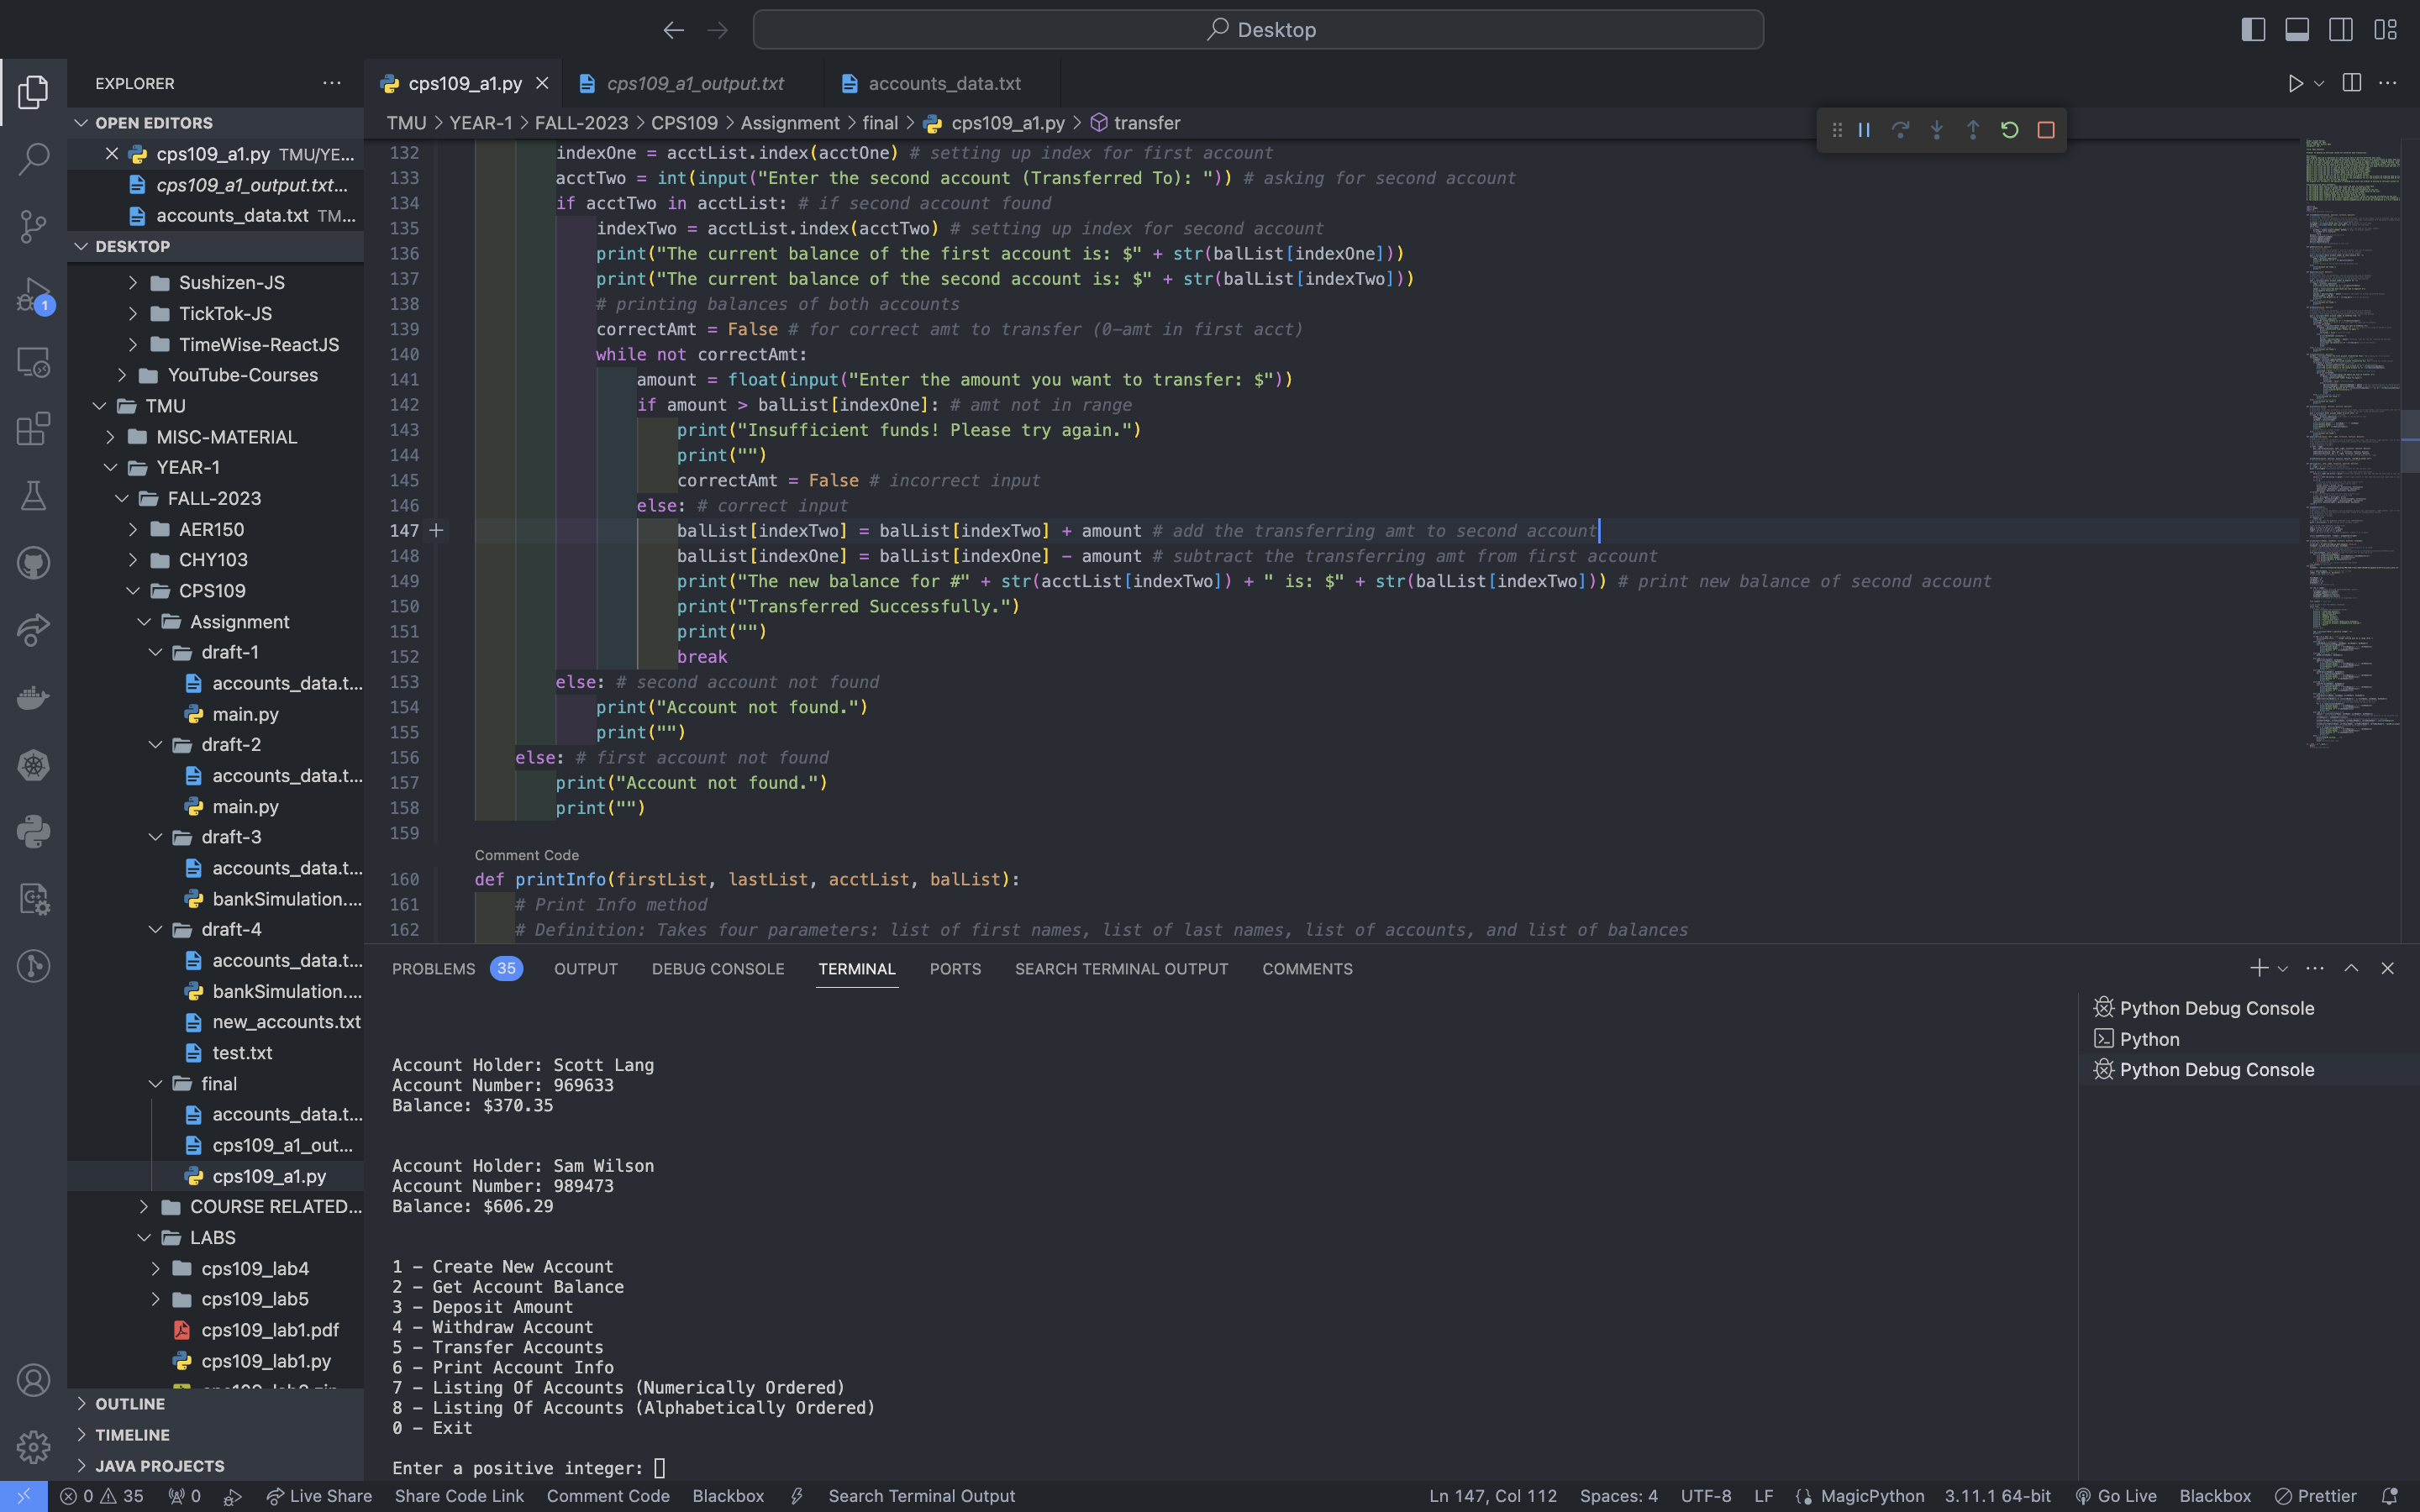 Desktop
EXPLORER
OPEN EDITORS
cps109_a1.py TMU/YE...
cps109_a1_output.txt...
accounts_data.txt TM...
DESKTOP
Sushizen-JS
TickTok-JS
TimeWise-ReactJS
YouTube-Courses
TMU
MISC-MATERIAL
YEAR-1
FALL-2023
AER150
CHY103
CPS109
Assignment
draft-1
accounts_data.t...
main.py
draft-2
accounts_data.t...
main.py
draft-3
accounts_data.t...
bankSimulation....
draft-4
accounts_data.t...
bankSimulation....
new_accounts.txt
test.txt
final
accounts_data.t...
cps109_a1_out...
cps109_a1.py
COURSE RELATED...
LABS
cps109_lab4
cps109_lab5
cps109_lab1.pdf
cps109_lab1.py
OUTLINE
TIMELINE
JAVA PROJECTS
1
cps109_a1.py
cps109_a1_output.txt
accounts_data.txt
TMU > YEAR-1 > FALL-2023 > CPS109 > Assignment > final > cps109_a1.py > transfer
132 indexOne = acctList.index(acctOne) # setting up index for first account
133 acctTwo = int(input("Enter the second account (Transferred To): ")) # asking for second account
134 if acctTwo in acctList: # if second account found
135 indexTwo = acctList.index(acctTwo) # setting up index for second account
136 print("The current balance of the first account is: $" + str(balList[indexOne]))
137 print("The current balance of the second account is: $" + str(balList[indexTwo]))
138 # printing balances of both accounts
139 correctAmt = False # for correct amt to transfer (0-amt in first acct)
140 while not correctAmt:
141 amount = float(input("Enter the amount you want to transfer: $"))
142 if amount > balList[indexOne]: # amt not in range
143 print("Insufficient funds! Please try again.")
144 print("")
145 correctAmt = False # incorrect input
146 else: # correct input
147 balList[indexTwo] = balList[indexTwo] + amount # add the transferring amt to second account
148 balList[indexOne] = balList[indexOne] - amount # subtract the transferring amt from first account
149 print("The new balance for #" + str(acctList[indexTwo]) + " is: $" + str(balList[indexTwo])) # print new balance of second account
150 print("Transferred Successfully.")
151 print("")
152 break
153 else: # second account not found
154 print("Account not found.")
155 print("")
156 else: # first account not found
157 print("Account not found.")
158 print("")
159
Comment Code
160 def printInfo(firstList, lastList, acctList, balList):
161 # Print Info method
162 # Definition: Takes four parameters: list of first names, list of last names, list of accounts, and list of balances
PROBLEMS 35 OUTPUT DEBUG CONSOLE TERMINAL PORTS SEARCH TERMINAL OUTPUT COMMENTS
Account Holder: Scott Lang
Account Number: 969633
Balance: $370.35
Account Holder: Sam Wilson
Account Number: 989473
Balance: $606.29
1 - Create New Account
2 - Get Account Balance
3 - Deposit Amount
4 - Withdraw Account
5 - Transfer Accounts
6 - Print Account Info
7 - Listing Of Accounts (Numerically Ordered)
8 - Listing Of Accounts (Alphabetically Ordered)
0 - Exit
Enter a positive integer:
Python Debug Console
Python
Python Debug Console
0 35 0 Live Share Share Code Link Comment Code Blackbox Search Terminal Output Ln 147, Col 112 Spaces: 4 UTF-8 LF MagicPython 3.11.1 64-bit Go Live Blackbox Prettier